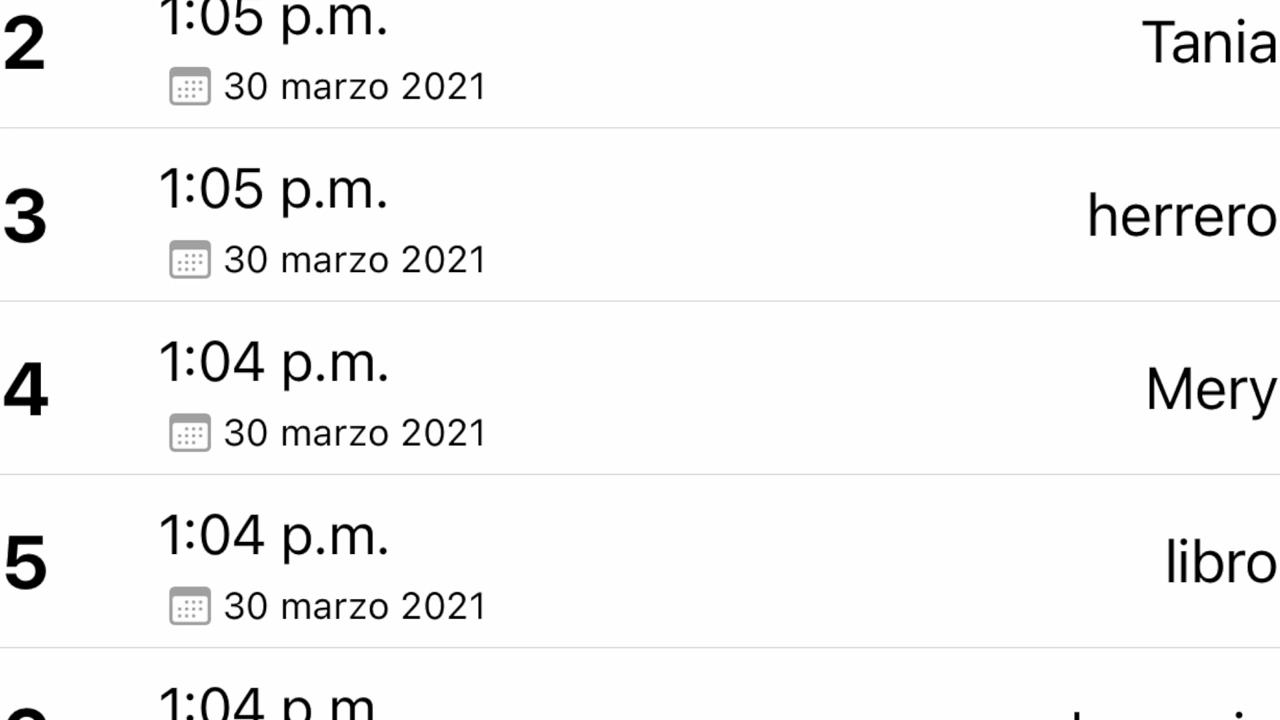 2
1:05 p.m.
Tania
30 marzo 2021
3
1:05 p.m.
herrero
30 marzo 2021
4
1:04 p.m.
Mery
30 marzo 2021
5
1:04 p.m.
libro
30 marzo 2021
1:04 p.m